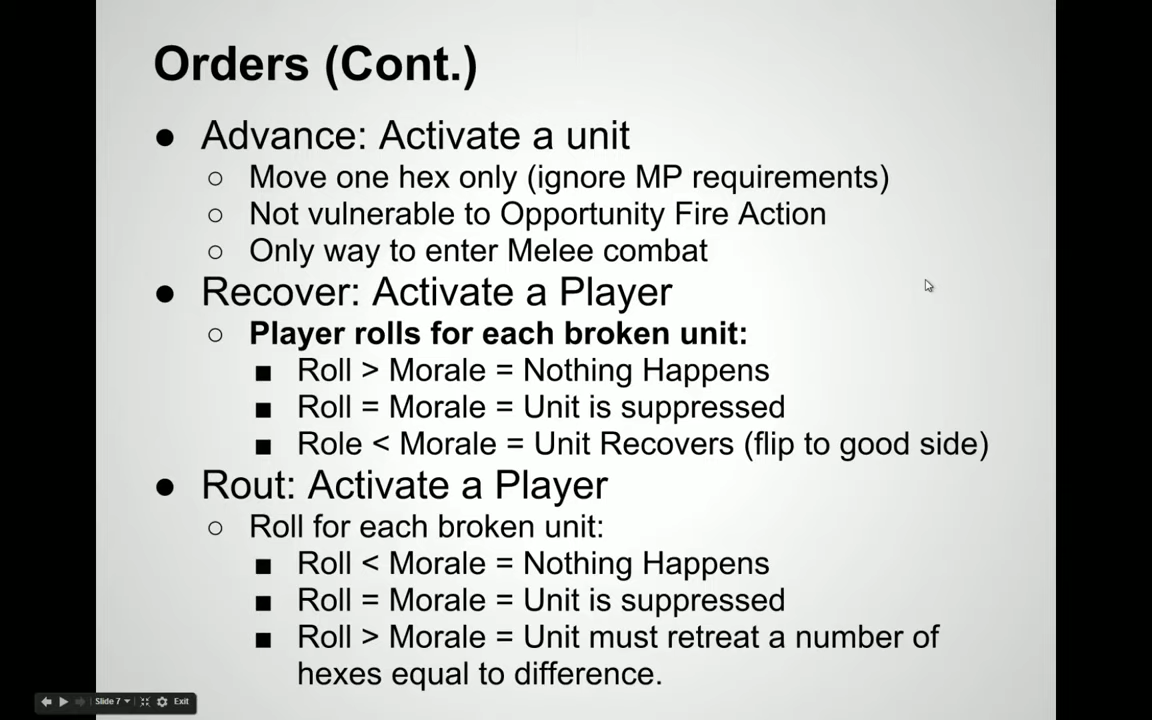 Orders (Cont.)
● Advance: Activate a unit
○ Move one hex only (ignore MP requirements)
○ Not vulnerable to Opportunity Fire Action
○ Only way to enter Melee combat
● Recover: Activate a Player
○ Player rolls for each broken unit:
■ Roll > Morale = Nothing Happens
■ Roll = Morale = Unit is suppressed
■ Role < Morale = Unit Recovers (flip to good side)
● Rout: Activate a Player
○ Roll for each broken unit:
■ Roll < Morale = Nothing Happens
■ Roll = Morale = Unit is suppressed
■ Roll > Morale = Unit must retreat a number of
hexes equal to difference.
Slide 7 Exit